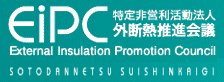 EiPC 特定非営利活動法人
外断熱推進会議
External Insulation Promotion Council
SOTODANNETSU SUISHINKAIGI